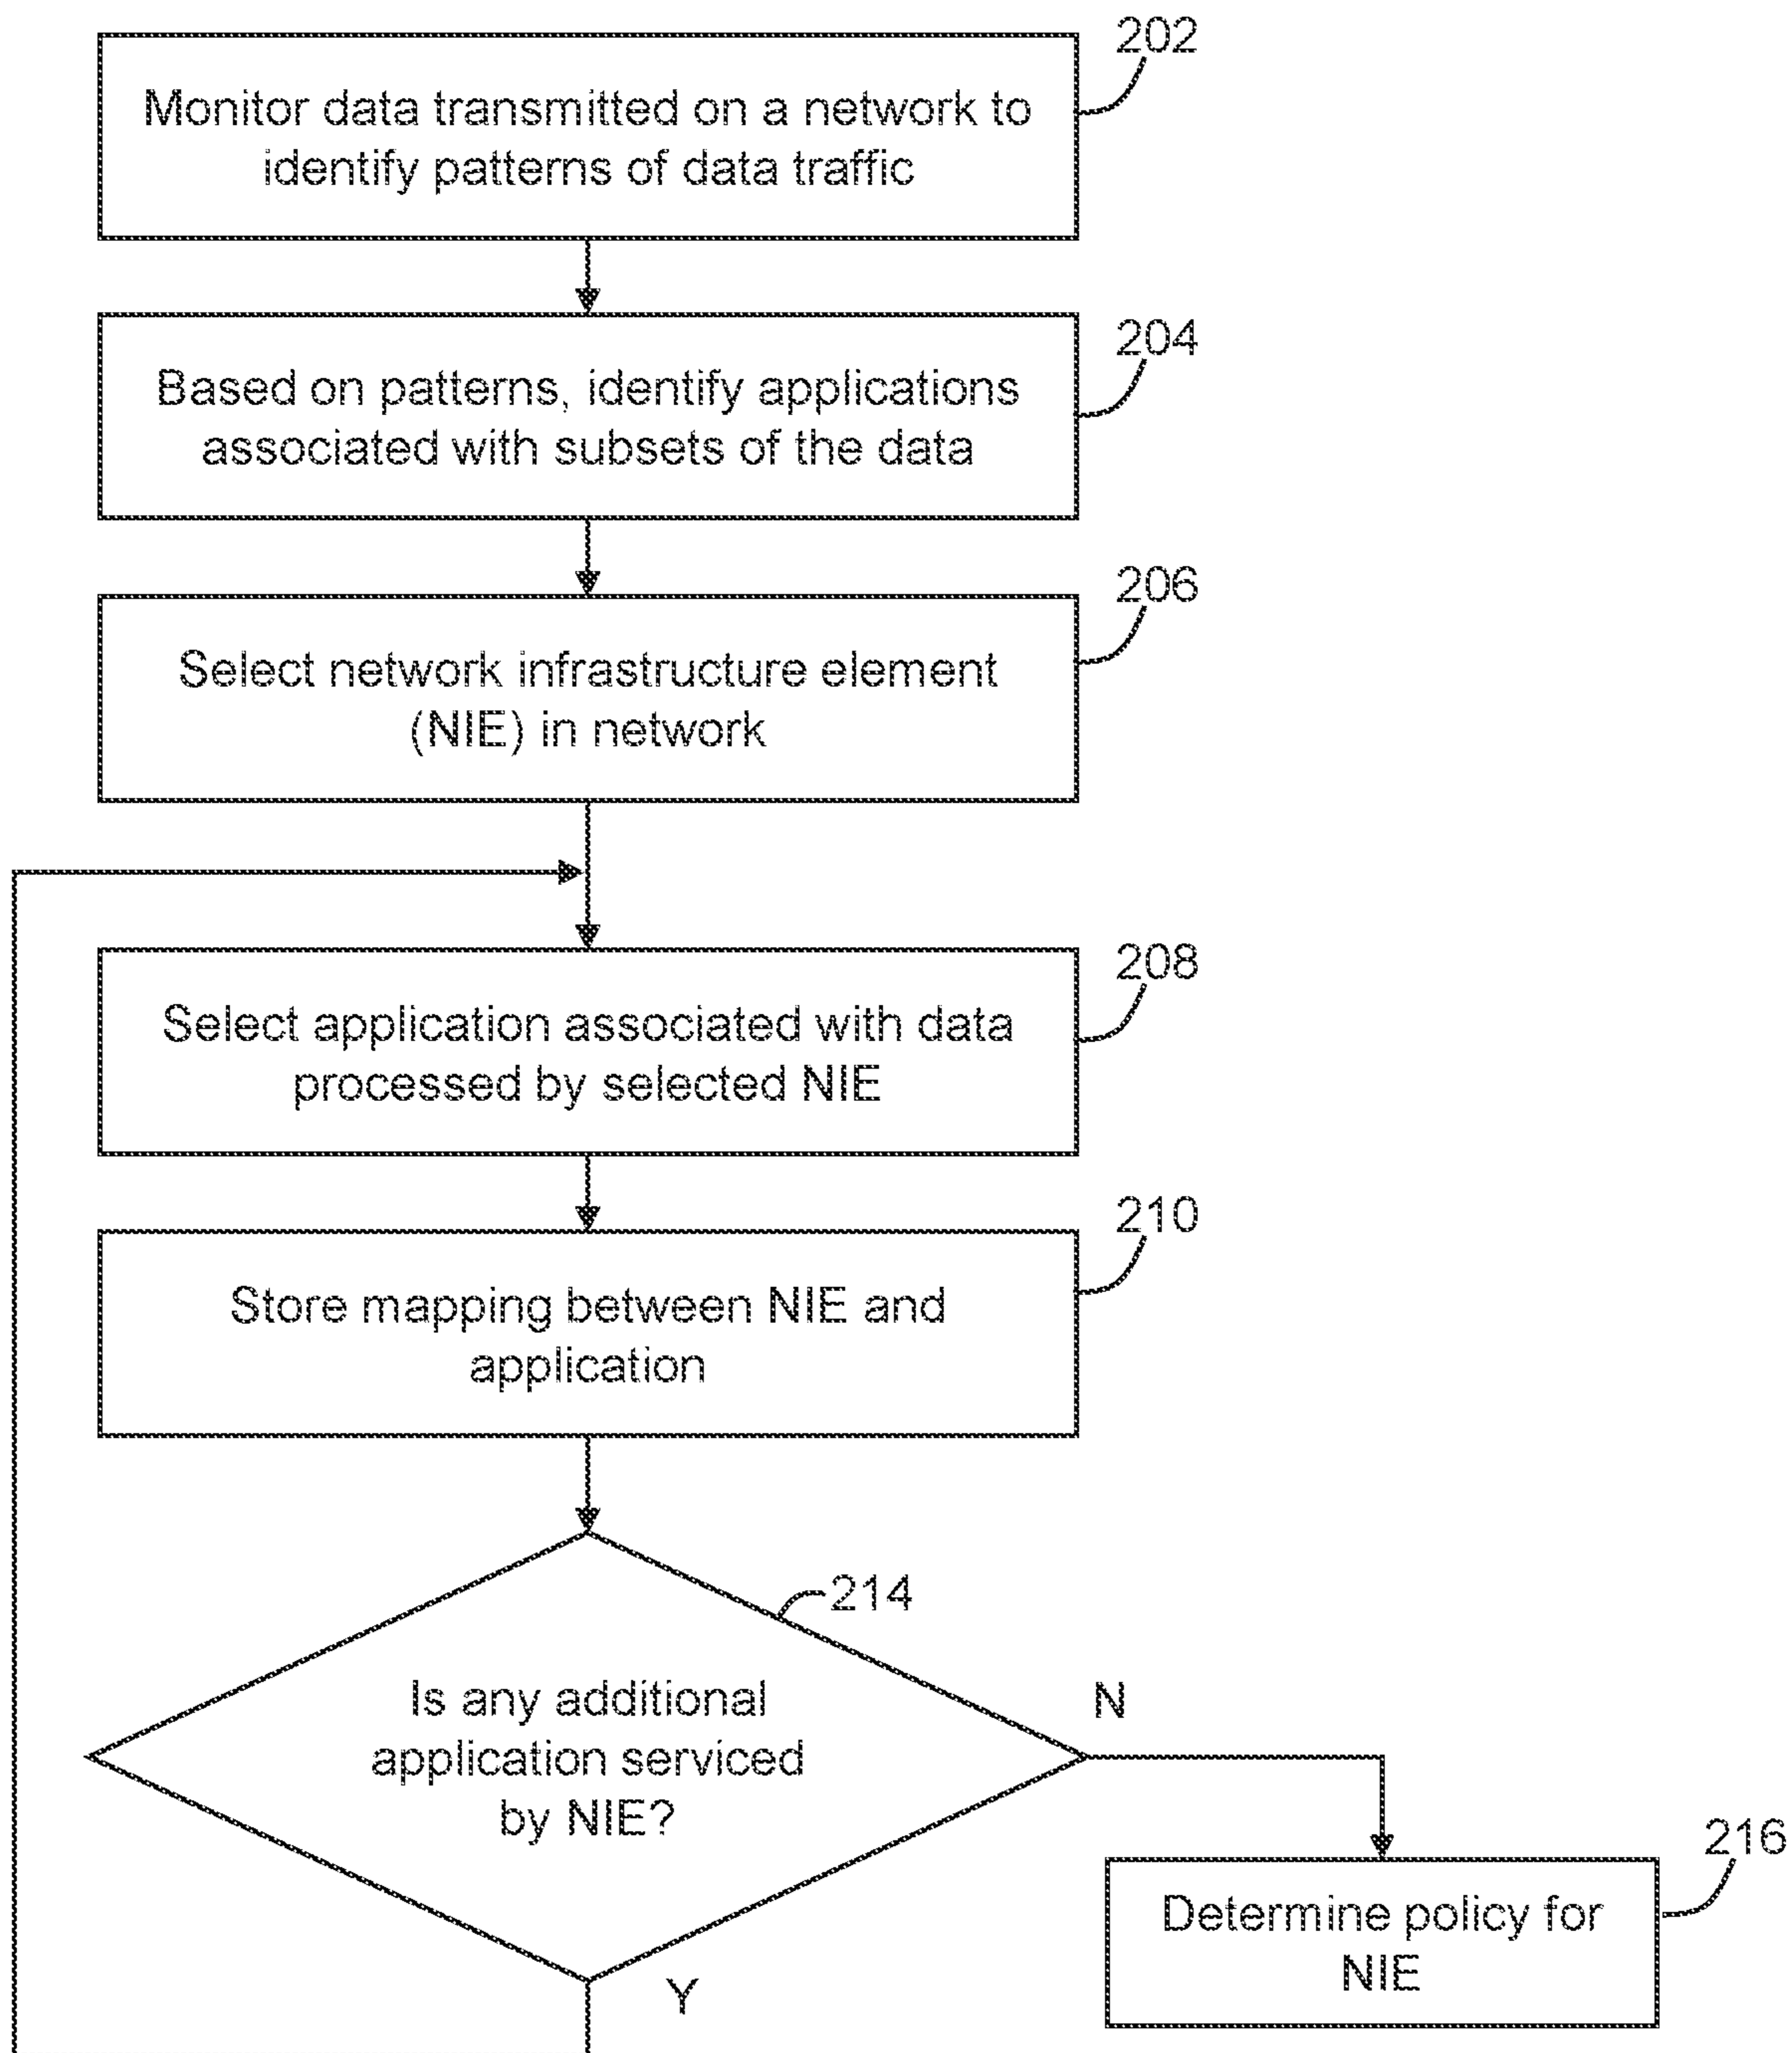 202
Monitor data transmitted on a network to
identify patterns of data traffic
204
Based on patterns, identify applications
associated with subsets of the data
206
Select network infrastructure element
(NIE) in network
208
Select application associated with data
processed by selected NIE
210
Store mapping between NIE and
application
214
Is any additional
application serviced
by NIE?
N
216
Determine policy for
NIE
Y